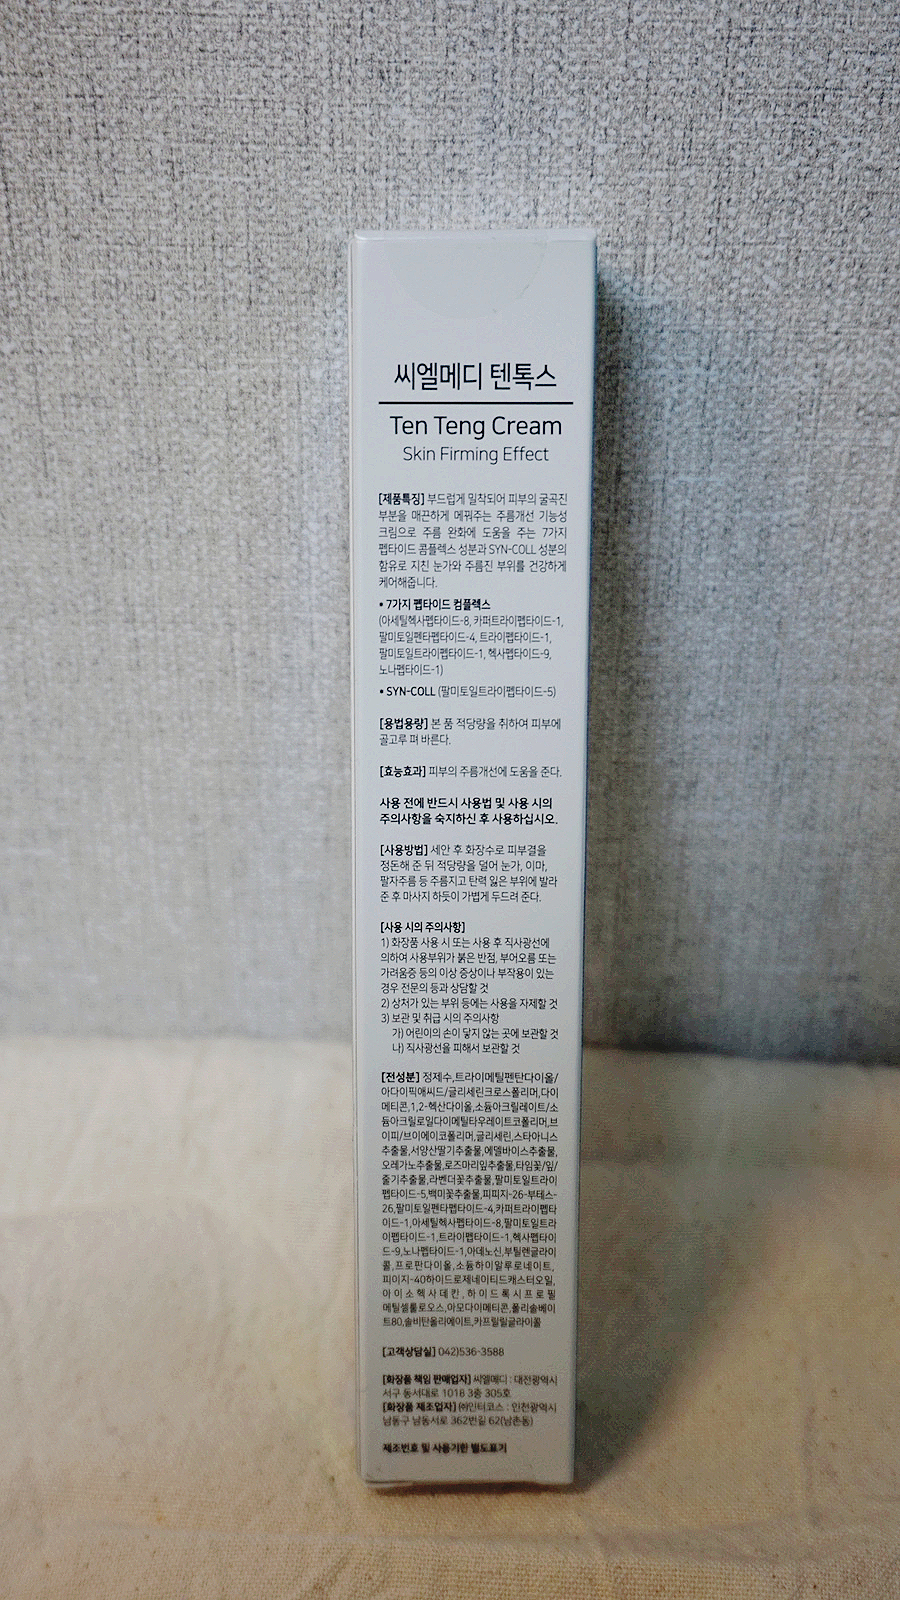 씨엘메디 텐톡스
Ten Teng Cream
Skin Firming Effect
[제품특징] 부드럽게 밀착되어 피부의 굴곡진
부분을 매끈하게 메꿔주는 주름개선 기능성
크림으로 주름 완화에 도움을 주는 7가지
펩타이드 콤플렉스 성분과 SYN-COLL 성분의
함유로 지친 눈가와 주름진 부위를 건강하게
케어해줍니다.
• 7가지 펩타이드 컴플렉스
(아세틸헥사펩타이드-8, 카퍼트라이펩타이드-1,
팔미토일펜타펩타이드-4, 트라이펩타이드-1,
팔미토일트라이펩타이드-1, 헥사펩타이드-9,
노나펩타이드-1)
• SYN-COLL (팔미토일트라이펩타이드-5)
[용법용량] 본 품 적당량을 취하여 피부에
골고루 펴 바른다.
[효능효과] 피부의 주름개선에 도움을 준다.
사용 전에 반드시 사용법 및 사용 시의
주의사항을 숙지하신 후 사용하십시오.
[사용방법] 세안 후 화장수로 피부결을
정돈해 준 뒤 적당량을 덜어 눈가, 이마,
팔자주름 등 주름지고 탄력 잃은 부위에 발라
준 후 마사지 하듯이 가볍게 두드려 준다.
[사용 시의 주의사항]
1) 화장품 사용 시 또는 사용 후 직사광선에
의하여 사용부위가 붉은 반점, 부어오름 또는
가려움증 등의 이상 증상이나 부작용이 있는
경우 전문의 등과 상담할 것
2) 상처가 있는 부위 등에는 사용을 자제할 것
3) 보관 및 취급 시의 주의사항
가) 어린이의 손이 닿지 않는 곳에 보관할 것
나) 직사광선을 피해서 보관할 것
[전성분] 정제수,트라이메틸펜탄다이올/
아다이픽애씨드/글리세린크로스폴리머,다이
메티콘,1,2-헥산다이올,소듐아크릴레이트/소
듐아크릴로일다이메틸타우레이트코폴리머,브
이피/브이에이코폴리머,글리세린,스타아니스
추출물,서양산딸기추출물,에델바이스추출물,
오레가노추출물,로즈마리잎추출물,타임꽃/잎/
줄기추출물,라벤더꽃추출물,팔미토일트라이
펩타이드-5,백미꽃추출물,피피지-26-부테스-
26,팔미토일펜타펩타이드-4,카퍼트라이펩타
이드-1,아세틸헥사펩타이드-8,팔미토일트라
이펩타이드-1,트라이펩타이드-1,헥사펩타이
드-9,노나펩타이드-1,아데노신,부틸렌글라이
콜,프로판다이올,소듐하이알루로네이트,
피이지-40하이드로제네이티드캐스터오일,
아이소헥사데칸,하이드록시프로필
메틸셀룰로오스,아모다이메티콘,폴리솔베이
트80,솔비탄올리에이트,카프릴릴글라이콜
[고객상담실] 042)536-3588
[화장품 책임 판매업자] 씨엘메디 : 대전광역시
서구 동서대로 1018 3층 305호
[화장품 제조업자] ㈜인터코스 : 인천광역시
남동구 남동서로 362번길 62(남촌동)
제조번호 및 사용기한 별도표기